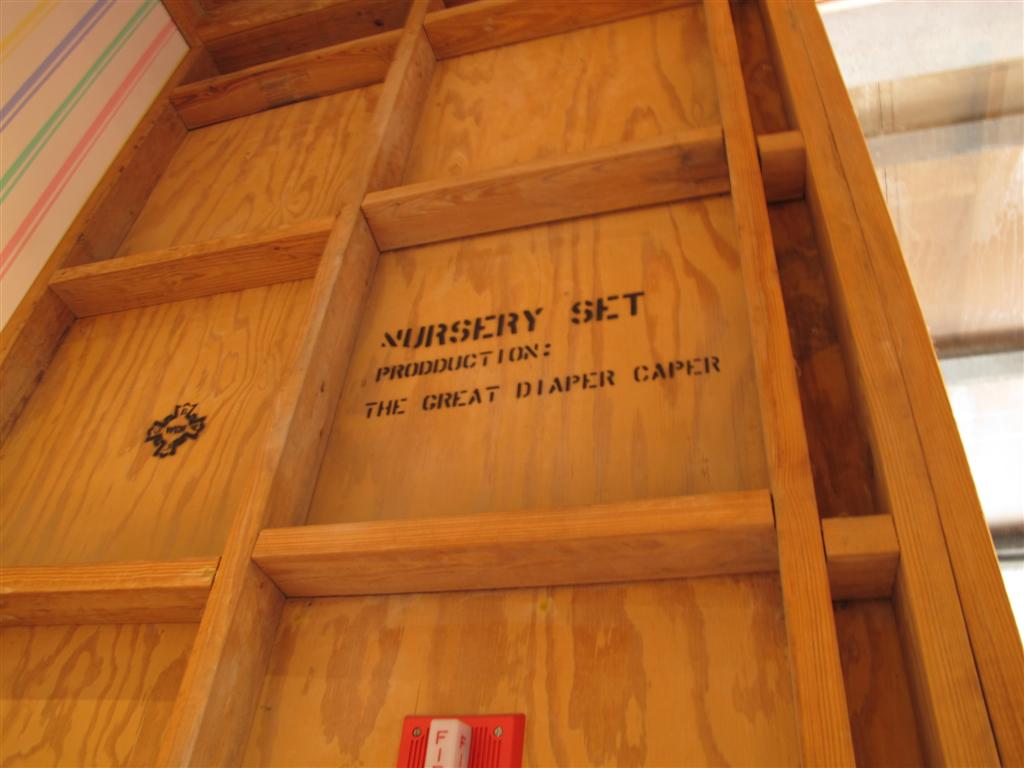 NURSERY SET
PRODDUCTION:
THE GREAT DIAPER CAPER